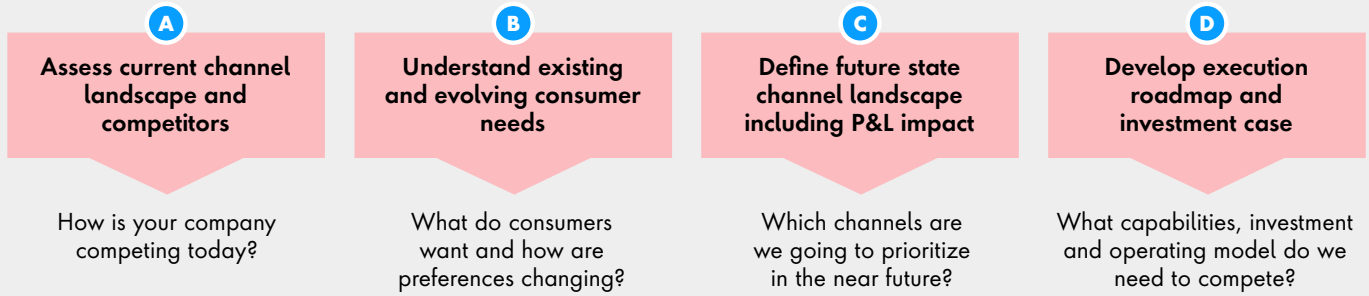 A
Assess current channel
landscape and
competitors
How is your company
competing today?
B
Understand existing
and evolving consumer
needs
What do consumers
want and how are
preferences changing?
C
Define future state
channel landscape
including P&L impact
Which channels are
we going to prioritize
in the near future?
D
Develop execution
roadmap and
investment case
What capabilities, investment
and operating model do we
need to compete?